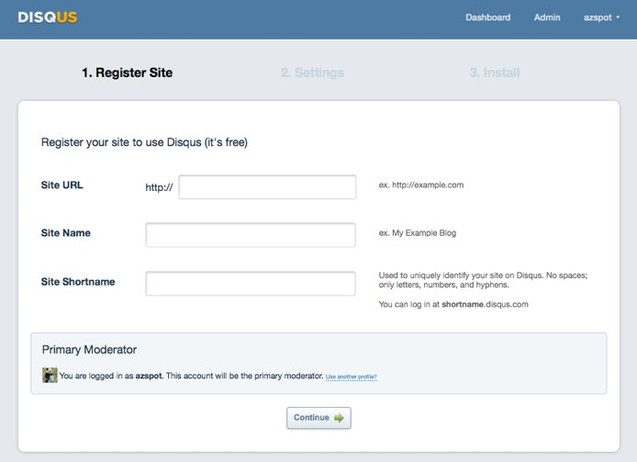 DISQUS
Dashboard Admin azspot
1. Register Site 2. Settings 3. Install
Register your site to use Disqus (it's free)
Site URL http:// ex. http://example.com
Site Name ex. My Example Blog
Site Shortname Used to uniquely identify your site on Disqus. No spaces;
only letters, numbers, and hyphens.
You can log in at shortname.disqus.com
Primary Moderator
You are logged in as azspot. This account will be the primary moderator. Use another profile?
Continue